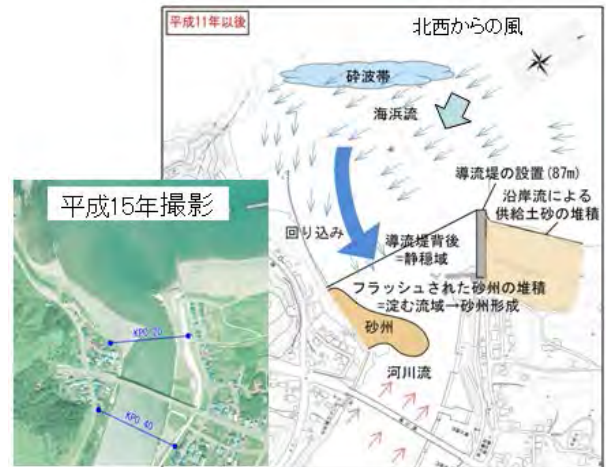 平成11年以後
北西からの風
砕波帯
海浜流
導流堤の設置(87m)
沿岸流による
供給土砂の堆積
平成15年撮影
回り込み
導流堤背後
=静穏域
フラッシュされた砂州の堆積
=淀む流域→砂州形成
砂州
河川流
KP0 20
KP0 40